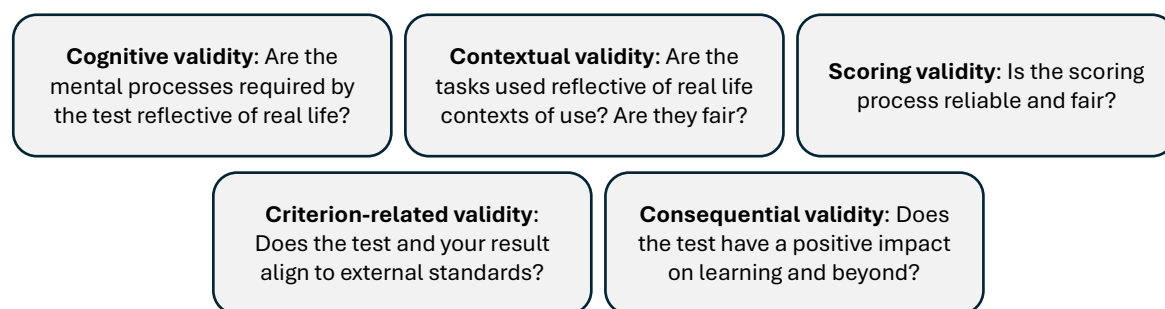 Cognitive validity: Are the
mental processes required by
the test reflective of real life?
Contextual validity: Are the
tasks used reflective of real life
contexts of use? Are they fair?
Scoring validity: Is the scoring
process reliable and fair?
Criterion-related validity:
Does the test and your result
align to external standards?
Consequential validity: Does
the test have a positive impact
on learning and beyond?